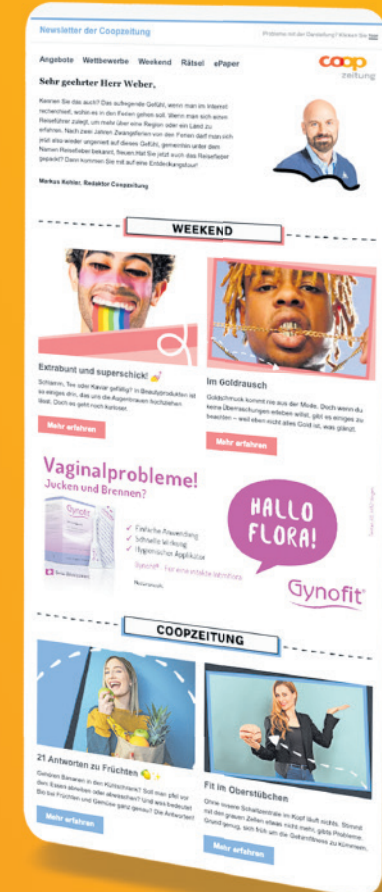 Newsletter der Coopzeitung
Probleme mit der Darstellung? Klicken Sie hier
Angebote Wettbewerbe Weekend Rätsel ePaper
coop
zeitung
Sehr geehrter Herr Weber,
Kennen Sie das auch? Das aufregende Gefühl, wenn man im Internet
recherchiert, wohin es in den Ferien gehen soll. Wenn man sich einen
Reiseführer zulegt, um mehr über eine Region oder ein Land zu
erfahren. Nach zwei Jahren Zwangsferien von den Ferien darf man sich
jetzt also wieder ungeniert auf dieses Gefühl, gemeinhin unter dem
Namen Reisefieber bekannt, freuen. Hat Sie jetzt auch das Reisefieber
gepackt? Dann kommen Sie mit auf eine Entdeckungstour!
Markus Kohler, Redaktor Coopzeitung
WEEKEND
Extrabunt und superschick! 💅
Schleim, Tee oder Kaviar gefällig? In Beautyprodukten ist
so einiges drin, das uns die Augenbrauen hochziehen
lässt. Doch es geht noch kurioser.
Mehr erfahren
Im Goldrausch
Goldschmuck kommt nie aus der Mode. Doch wenn du
keine Überraschungen erleben willst, gibt es einiges zu
beachten – weil eben nicht alles Gold ist, was glänzt.
Mehr erfahren
Vaginalprobleme!
Jucken und Brennen?
Gynofit
✓ Einfache Anwendung
✓ Schnelle Wirkung
✓ Hygienischer Applikator
Gynofit® - Für eine intakte Intimflora
HALLO
FLORA!
Gynofit®
COOPZEITUNG
21 Antworten zu Früchten 🍋✨
Gehören Bananen in den Kühlschrank? Soll man Äpfel vor
dem Essen abreiben oder abwaschen? Und was bedeutet
Bio bei Früchten und Gemüse ganz genau? Die Antworten!
Mehr erfahren
Fit im Oberstübchen
Ohne unsere Schaltzentrale im Kopf läuft nichts. Stimmt
mit den grauen Zellen etwas nicht mehr, gibts Probleme.
Grund genug, sich früh um die Gehirnfitness zu kümmern.
Mehr erfahren